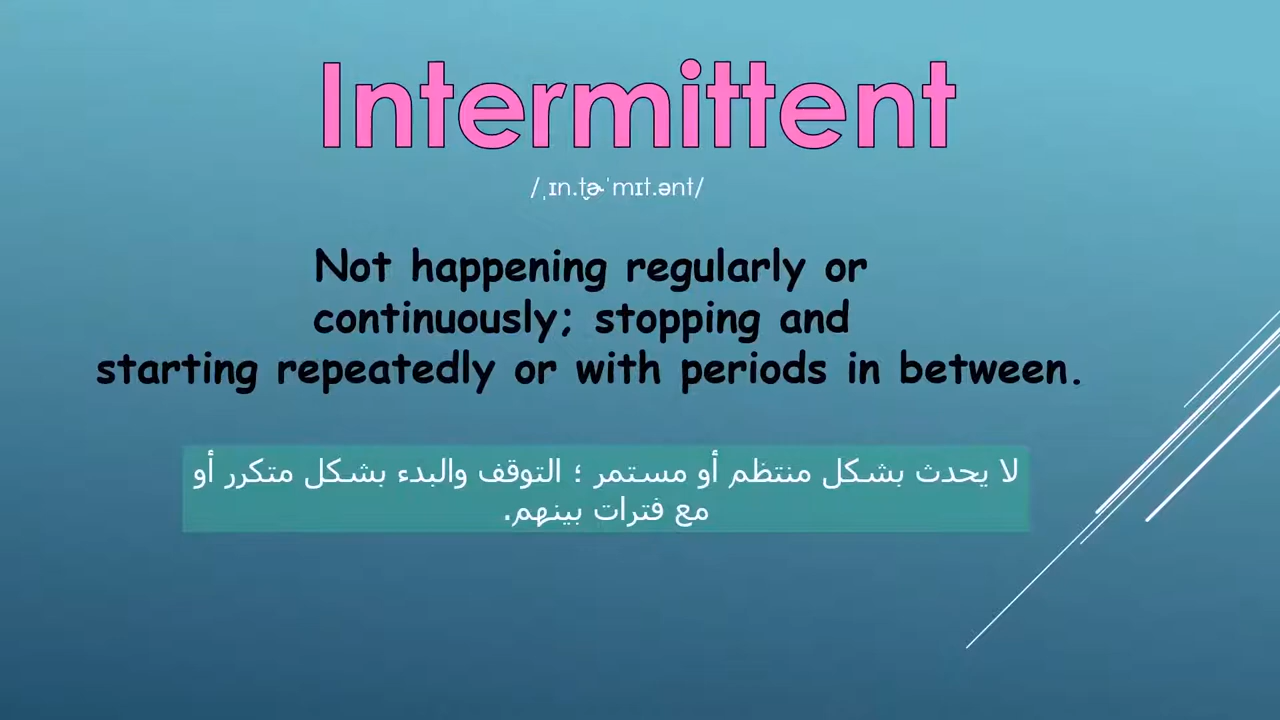 Intermittent
/ˌɪn.t̬ɚˈmɪt.ənt/
Not happening regularly or
continuously; stopping and
starting repeatedly or with periods in between.
لا يحدث بشكل منتظم أو مستمر ؛ التوقف والبدء بشكل متكرر أو
مع فترات بينهم.